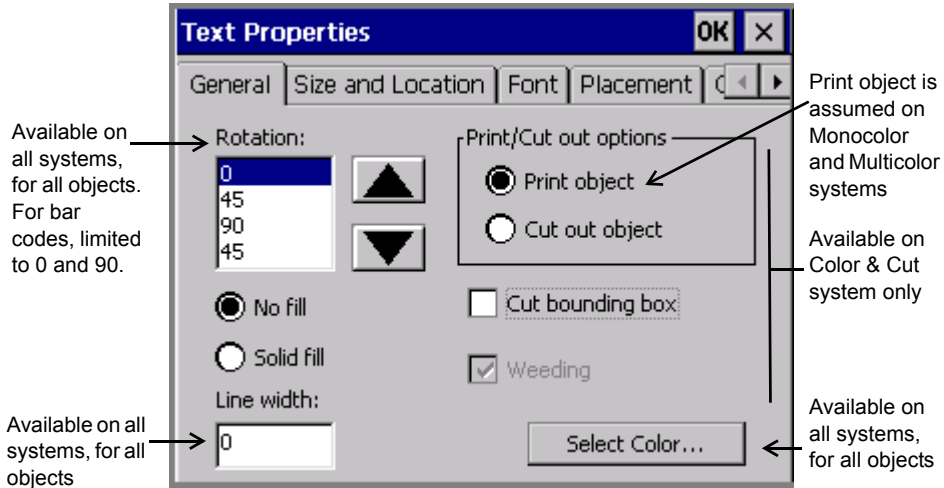 Text Properties
OK
General
Size and Location
Font
Placement
Available on
all systems,
for all objects.
For bar
codes, limited
to 0 and 90.
Rotation:
0
45
90
45
Print/Cut out options
Print object
Cut out object
Print object is
assumed on
Monocolor
and Multicolor
systems
Available on
Color & Cut
system only
No fill
Solid fill
Cut bounding box
Weeding
Line width:
0
Select Color...
Available on all
systems, for all
objects
Available on
all systems,
for all objects